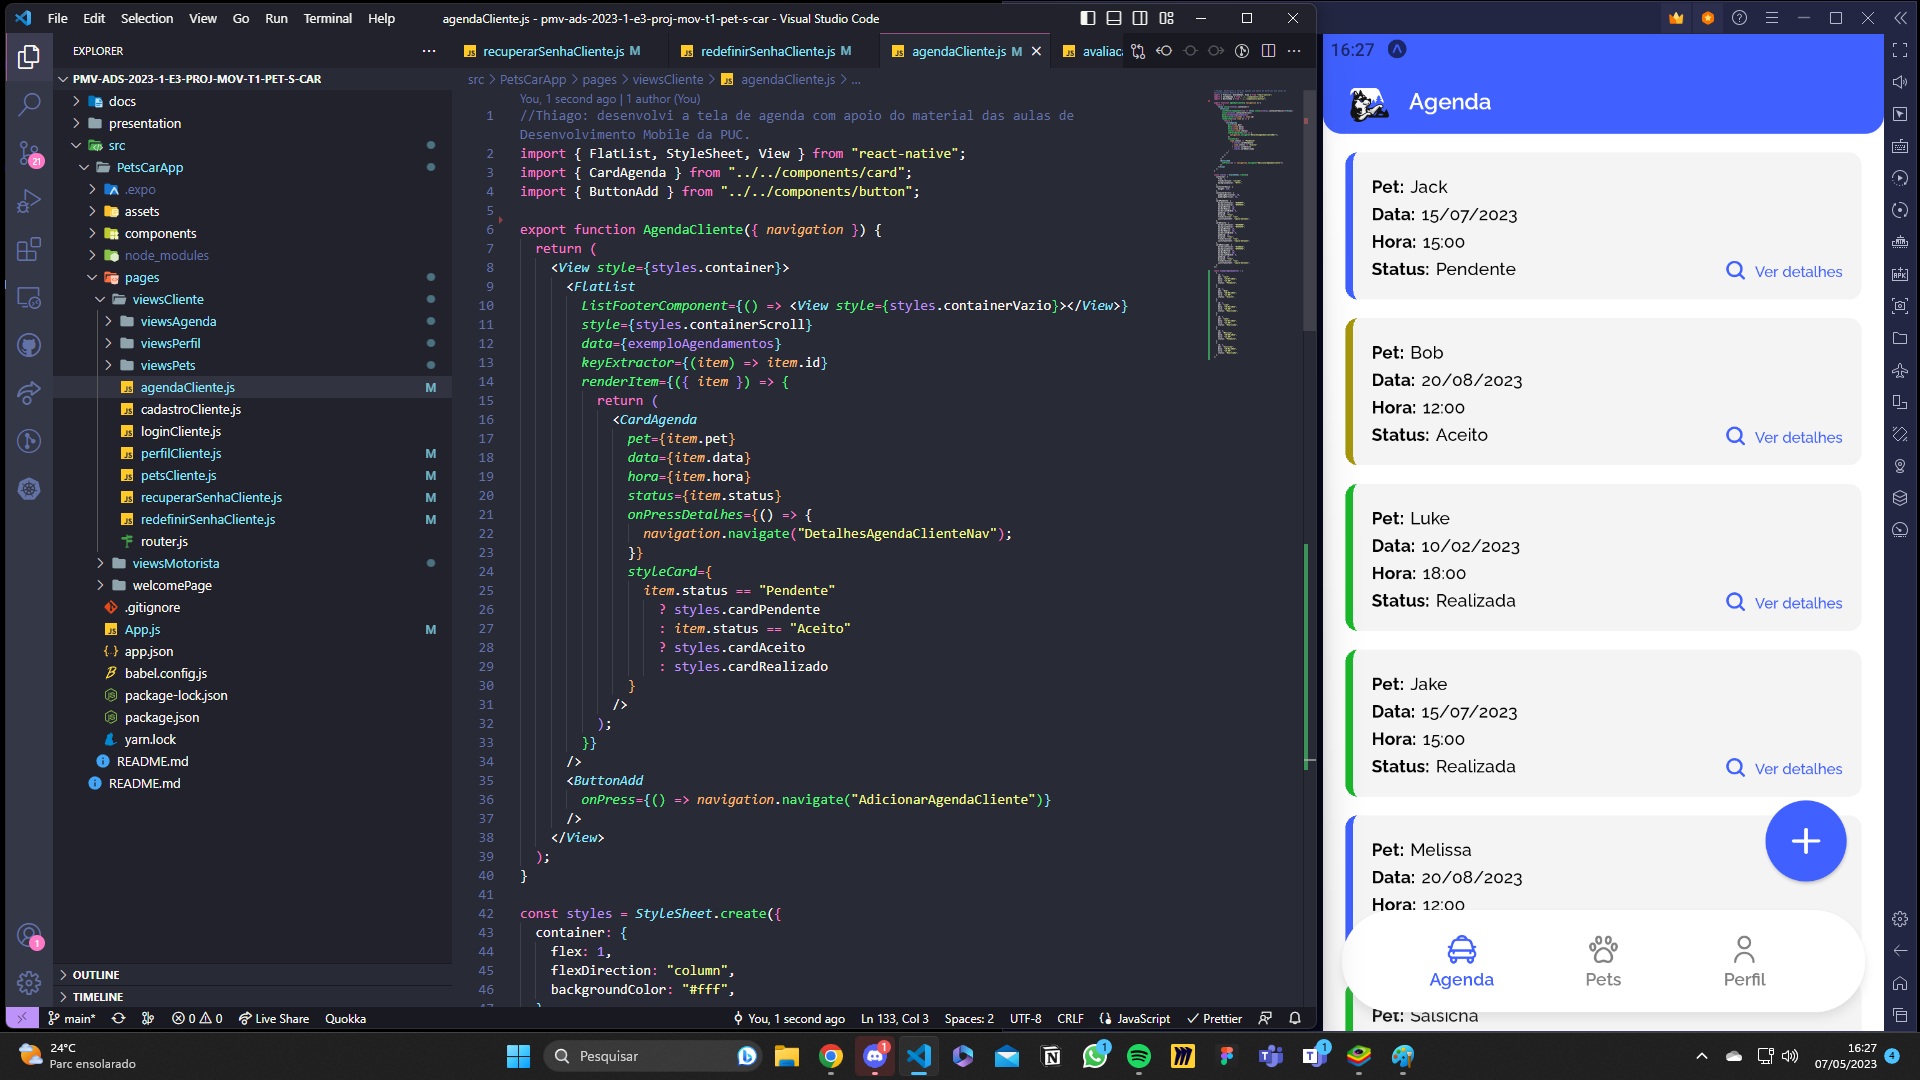 File Edit Selection View Go Run Terminal Help
agendaCliente.js - pmv-ads-2023-1-e3-proj-mov-t1-pet-s-car - Visual Studio Code
EXPLORER
PMV-ADS-2023-1-E3-PROJ-MOV-T1-PET-S-CAR
docs
presentation
src
PetsCarApp
.expo
assets
components
node_modules
pages
viewsCliente
viewsAgenda
viewsPerfil
viewsPets
agendaCliente.js M
cadastroCliente.js
loginCliente.js
perfilCliente.js M
petsCliente.js M
recuperarSenhaCliente.js M
redefinirSenhaCliente.js M
router.js
viewsMotorista
welcomePage
.gitignore
App.js M
app.json
babel.config.js
package-lock.json
package.json
yarn.lock
README.md
README.md
OUTLINE
TIMELINE
21
1
recuperarSenhaCliente.js M
redefinirSenhaCliente.js M
agendaCliente.js M
avaliac
src > PetsCarApp > pages > viewsCliente > agendaCliente.js > ...
You, 1 second ago | 1 author (You)
1 //Thiago: desenvolvi a tela de agenda com apoio do material das aulas de
Desenvolvimento Mobile da PUC.
2 import { FlatList, StyleSheet, View } from "react-native";
3 import { CardAgenda } from "../../components/card";
4 import { ButtonAdd } from "../../components/button";
5
6 export function AgendaCliente({ navigation }) {
7 return (
8 <View style={styles.container}>
9 <FlatList
10 ListFooterComponent={() => <View style={styles.containerVazio}></View>}
11 style={styles.containerScroll}
12 data={exemploAgendamentos}
13 keyExtractor={(item) => item.id}
14 renderItem={({ item }) => {
15 return (
16 <CardAgenda
17 pet={item.pet}
18 data={item.data}
19 hora={item.hora}
20 status={item.status}
21 onPressDetalhes={() => {
22 navigation.navigate("DetalhesAgendaClienteNav");
23 }}
24 styleCard={
25 item.status == "Pendente"
26 ? styles.cardPendente
27 : item.status == "Aceito"
28 ? styles.cardAceito
29 : styles.cardRealizado
30 }
31 />
32 );
33 }}
34 />
35 <ButtonAdd
36 onPress={() => navigation.navigate("AdicionarAgendaCliente")}
37 />
38 </View>
39 );
40 }
41
42 const styles = StyleSheet.create({
43 container: {
44 flex: 1,
45 flexDirection: "column",
46 backgroundColor: "#fff",
47 }
main* 0 0 Live Share Quokka
You, 1 second ago Ln 133, Col 3 Spaces: 2 UTF-8 CRLF JavaScript Prettier
16:27
Agenda
Pet: Jack
Data: 15/07/2023
Hora: 15:00
Status: Pendente
Ver detalhes
Pet: Bob
Data: 20/08/2023
Hora: 12:00
Status: Aceito
Ver detalhes
Pet: Luke
Data: 10/02/2023
Hora: 18:00
Status: Realizada
Ver detalhes
Pet: Jake
Data: 15/07/2023
Hora: 15:00
Status: Realizada
Ver detalhes
Pet: Melissa
Data: 20/08/2023
Hora: 12:00
Agenda Pets Perfil
Pet: Salsicha
24°C
Parc ensolarado
Pesquisar
1
1
1
16:27
07/05/2023
4